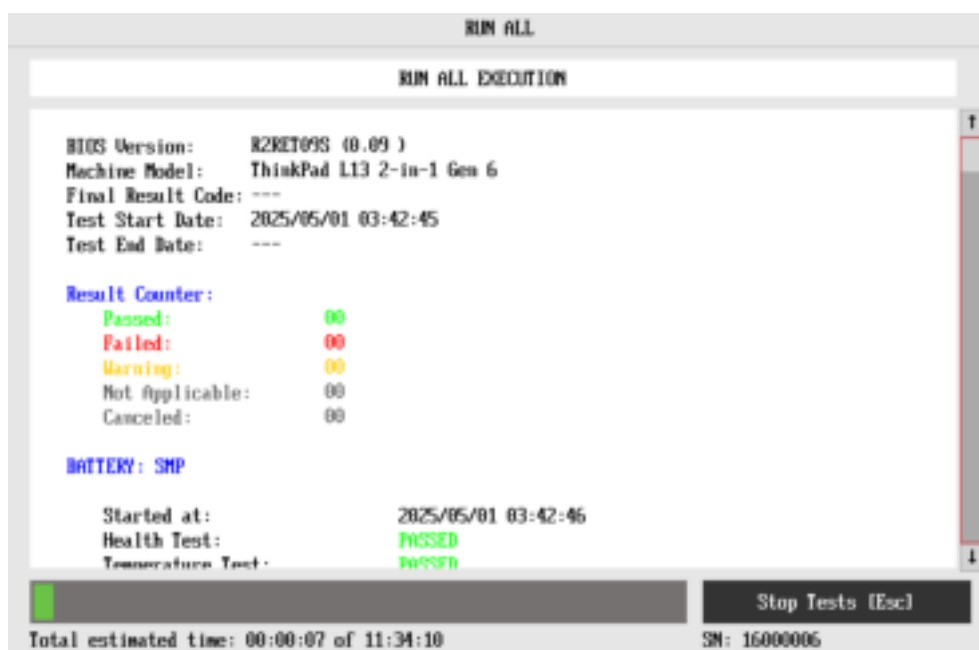 RUN ALL
RUN ALL EXECUTION
BIOS Version: R2RET09S (0.09 )
Machine Model: ThinkPad L13 2-in-1 Gen 6
Final Result Code: ---
Test Start Date: 2025/05/01 03:42:45
Test End Date: ---
Result Counter:
Passed: 00
Failed: 00
Warning: 00
Not Applicable: 00
Canceled: 00
BATTERY: SMP
Started at: 2025/05/01 03:42:46
Health Test: PASSED
Temperature Test: PASSED
Stop Tests [Esc]
Total estimated time: 00:00:07 of 11:34:10
SN: 16000006